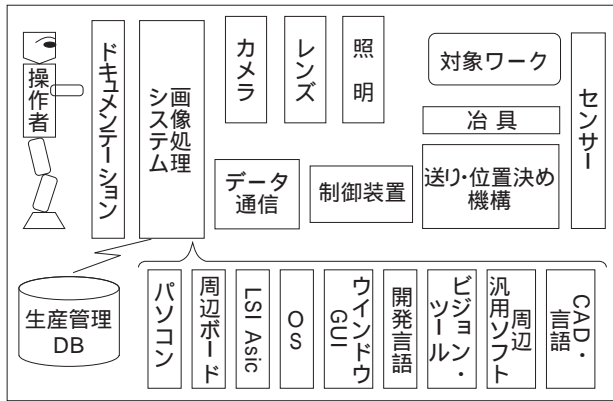 操作者
ドキュメンテーション
画像処理
システム
カメラ
レンズ
照明
対象ワーク
冶具
センサー
データ
通信
制御装置
送り・位置決め
機構
生産管理
DB
パソコン
周辺ボード
LSI Asic
OS
ウインドウ
GUI
開発言語
ビジョン・
ツール
周辺
汎用ソフト
CAD・
言語